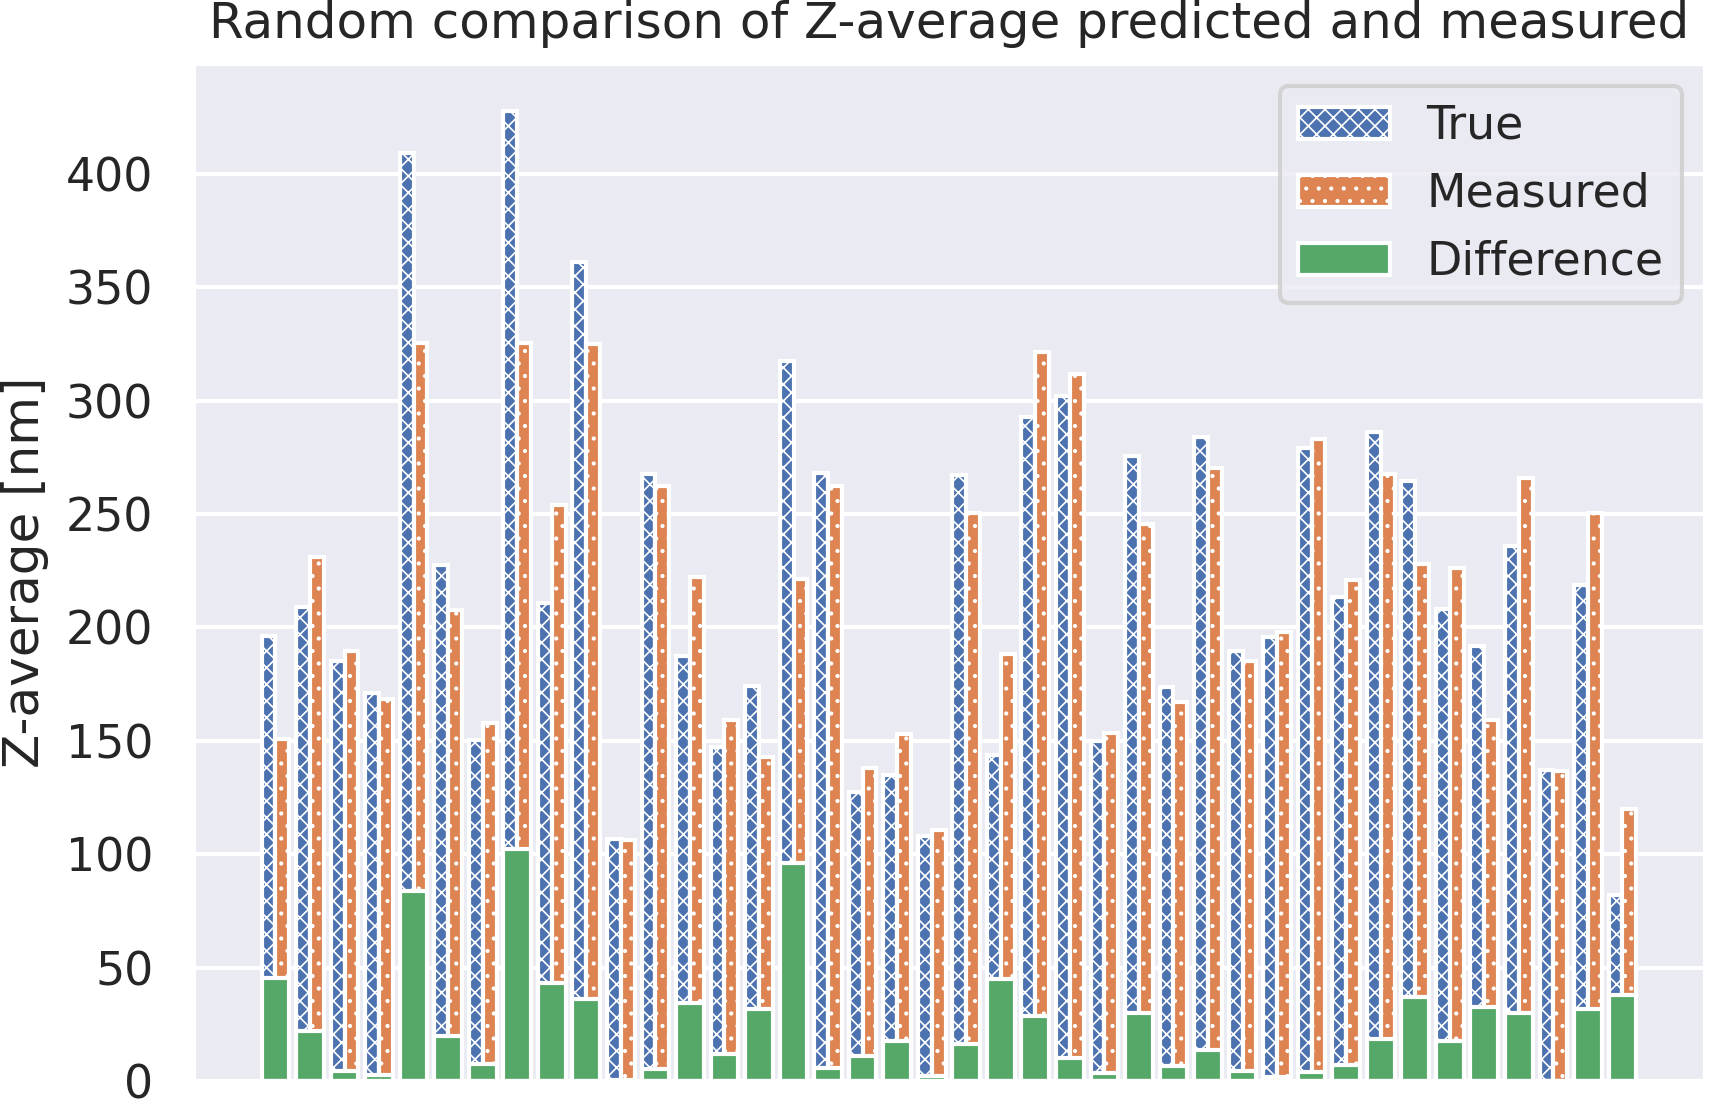 Random comparison of Z-average predicted and measured
True
Measured
Difference
Z-average [nm]
400
350
300
250
200
150
100
50
0